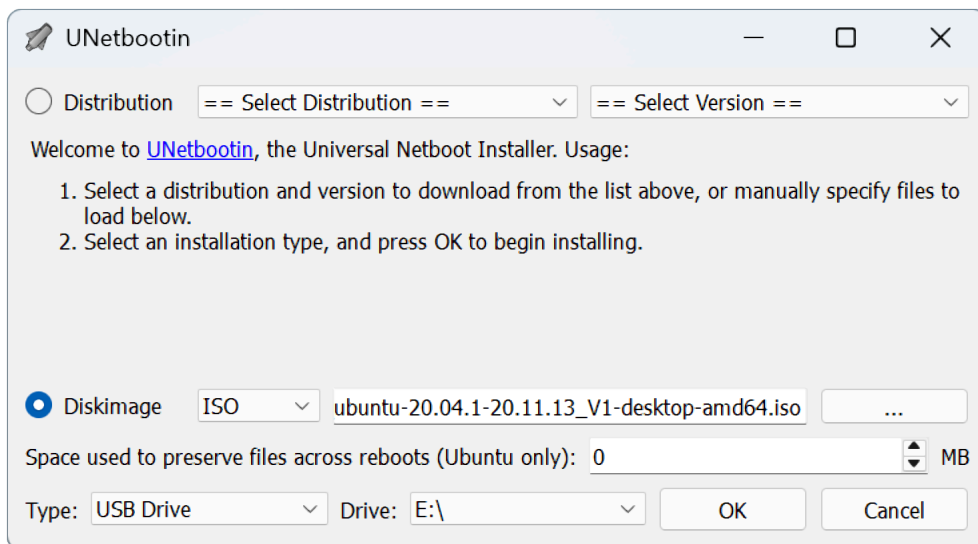 UNetbootin
Distribution == Select Distribution == == Select Version ==
Welcome to UNetbootin, the Universal Netboot Installer. Usage:
1. Select a distribution and version to download from the list above, or manually specify files to
load below.
2. Select an installation type, and press OK to begin installing.
Diskimage ISO ubuntu-20.04.1-20.11.13_V1-desktop-amd64.iso ...
Space used to preserve files across reboots (Ubuntu only): 0 MB
Type: USB Drive Drive: E:\ OK Cancel